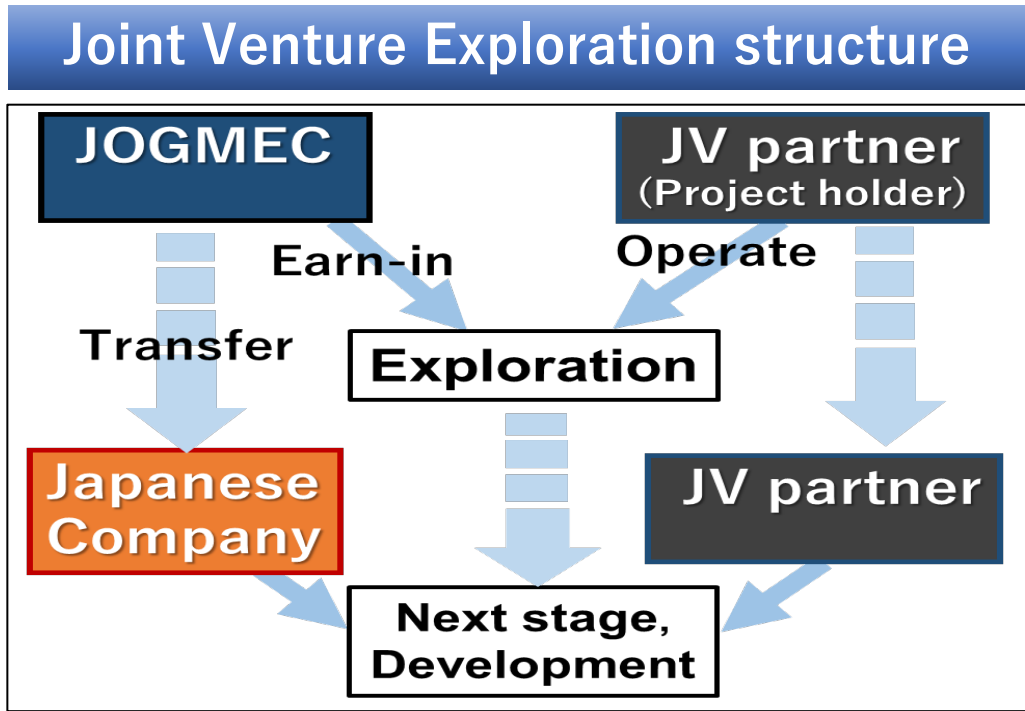 Joint Venture Exploration structure
JOGMEC
JV partner
(Project holder)
Earn-in
Operate
Transfer
Exploration
Japanese
Company
JV partner
Next stage,
Development